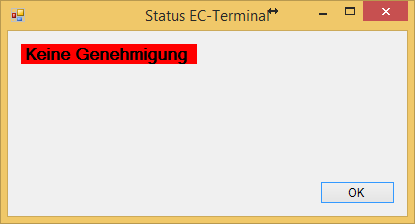 Status EC-Terminal
Keine Genehmigung
OK